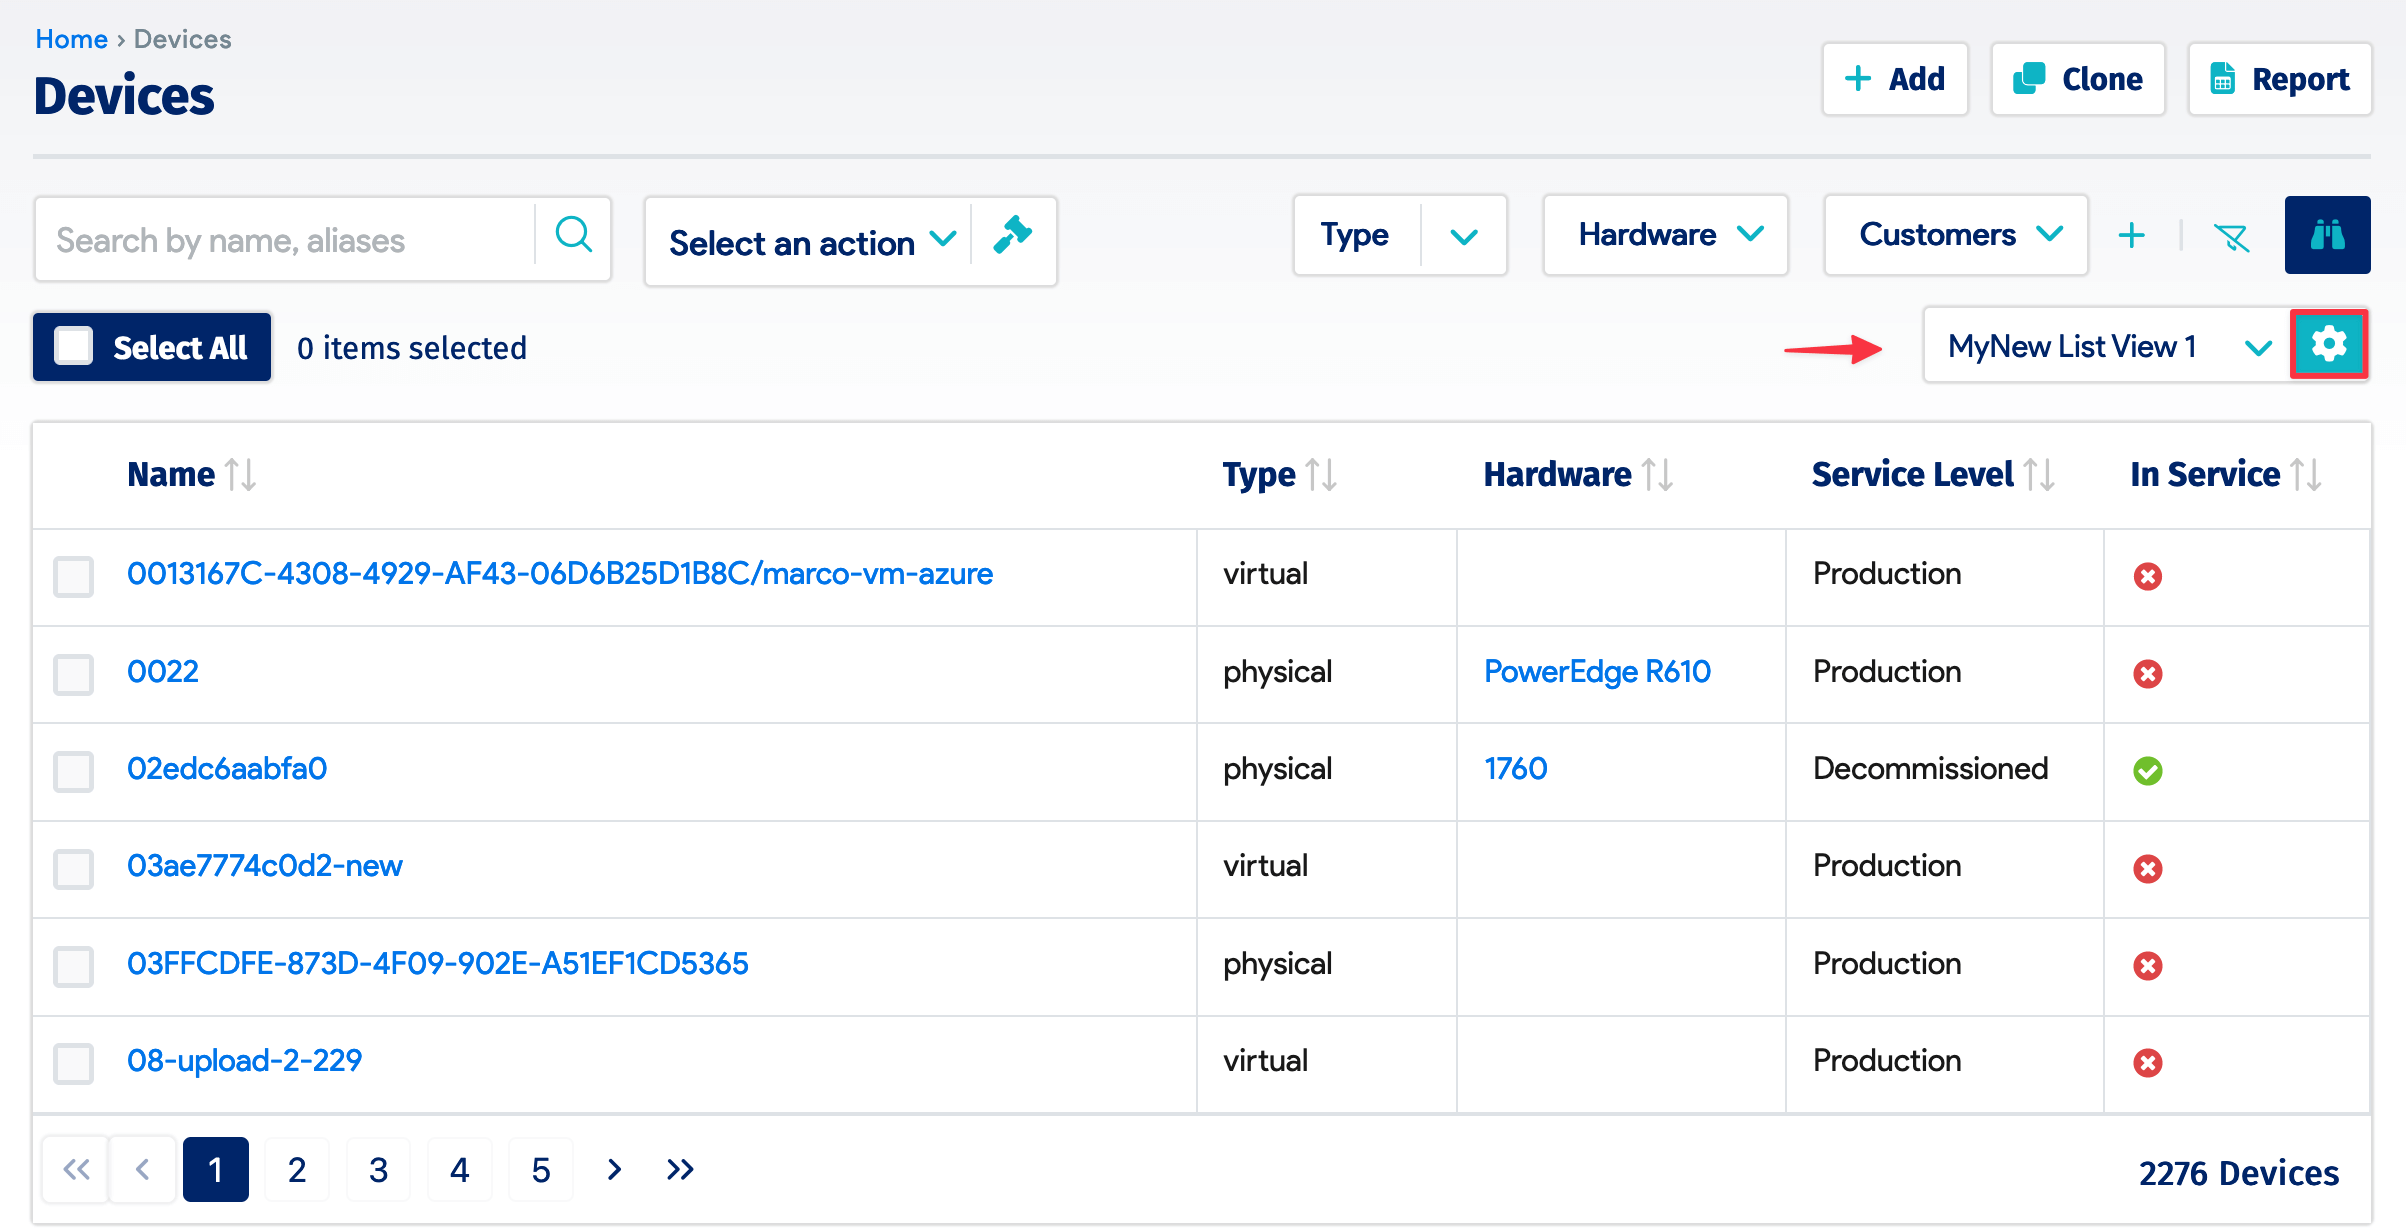 Home › Devices
Devices
Add
Clone
Report
Search by name, aliases
Select an action
Type
Hardware
Customers
Select All
0 items selected
MyNew List View 1
Name Type Hardware Service Level In Service
0013167C-4308-4929-AF43-06D6B25D1B8C/marco-vm-azure virtual Production
0022 physical PowerEdge R610 Production
02edc6aabfa0 physical 1760 Decommissioned
03ae7774c0d2-new virtual Production
03FFCDFE-873D-4F09-902E-A51EF1CD5365 physical Production
08-upload-2-229 virtual Production
1 2 3 4 5
2276 Devices